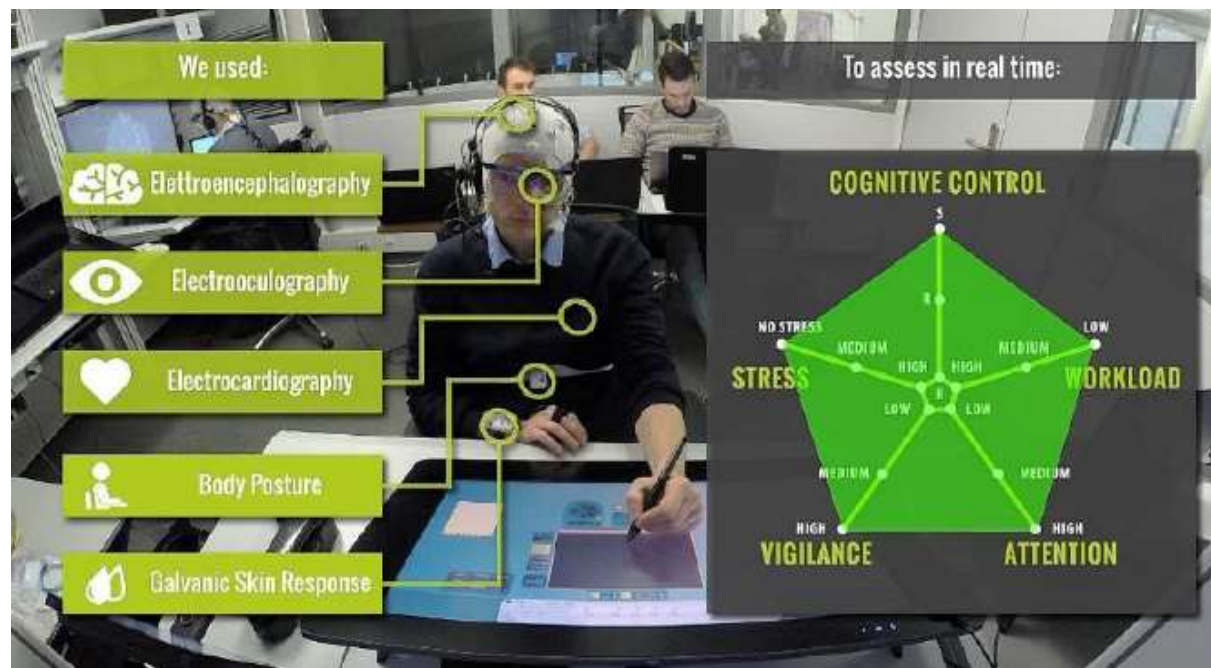 We used:
Elettroencephalography
Electrooculography
Electrocardiography
Body Posture
Galvanic Skin Response
To assess in real time:
COGNITIVE CONTROL
S
R
K
NO STRESS
MEDIUM
HIGH
STRESS
LOW
MEDIUM
HIGH
WORKLOAD
LOW
MEDIUM
HIGH
VIGILANCE
LOW
MEDIUM
HIGH
ATTENTION